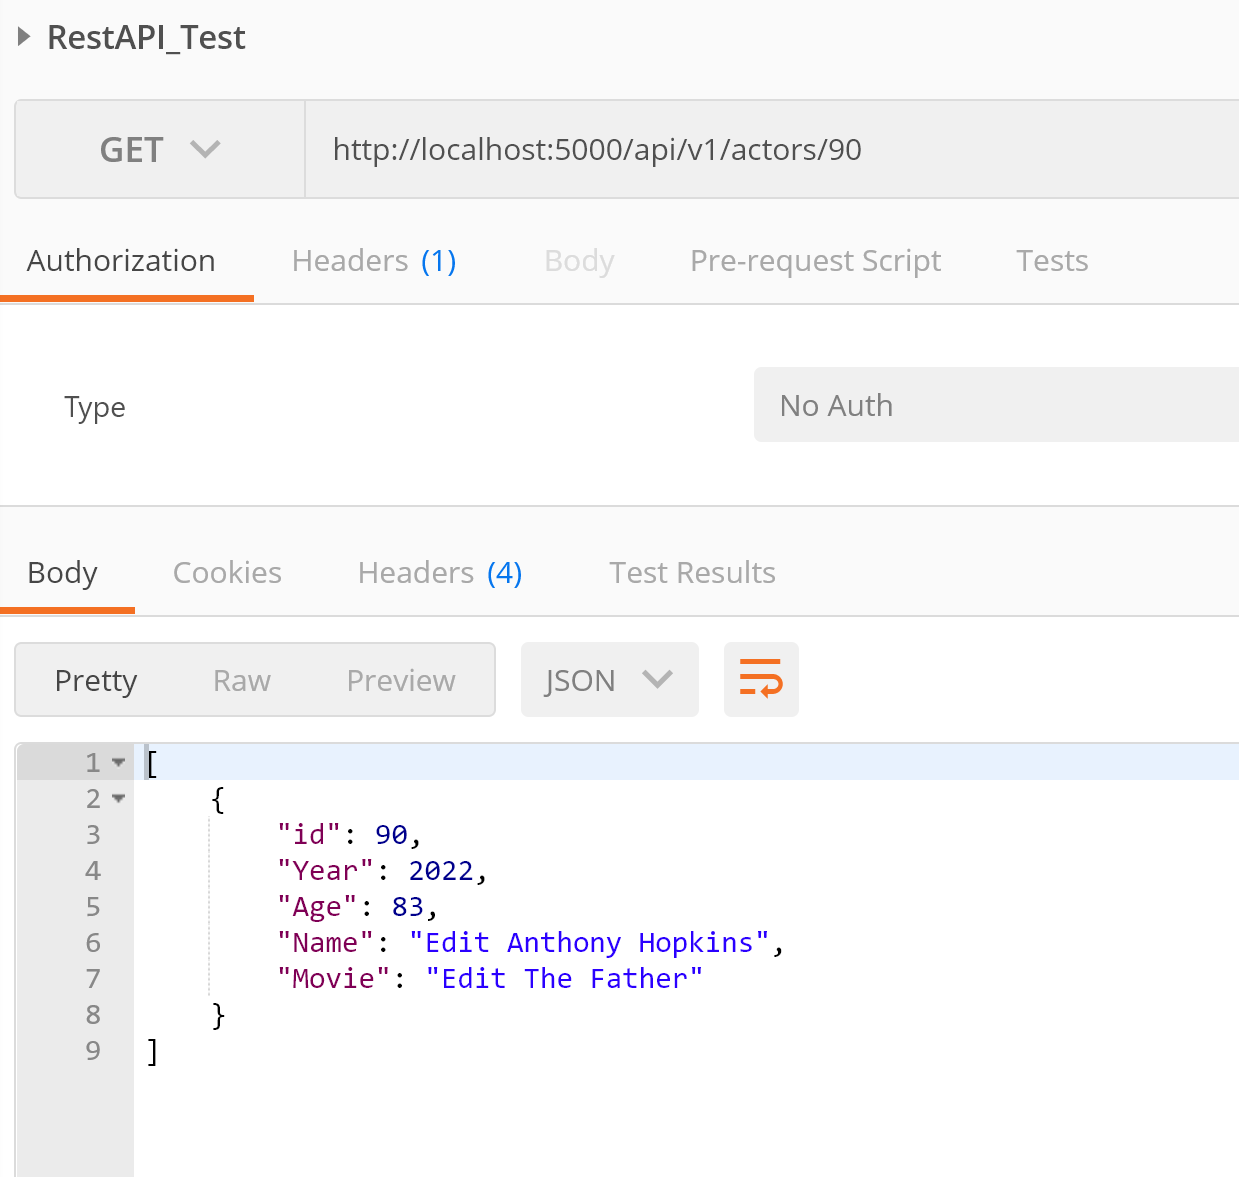 RestAPI_Test
GET http://localhost:5000/api/v1/actors/90
Authorization Headers (1) Body Pre-request Script Tests
Type No Auth
Body Cookies Headers (4) Test Results
Pretty Raw Preview JSON
1 [
2 {
3 "id": 90,
4 "Year": 2022,
5 "Age": 83,
6 "Name": "Edit Anthony Hopkins",
7 "Movie": "Edit The Father"
8 }
9 ]